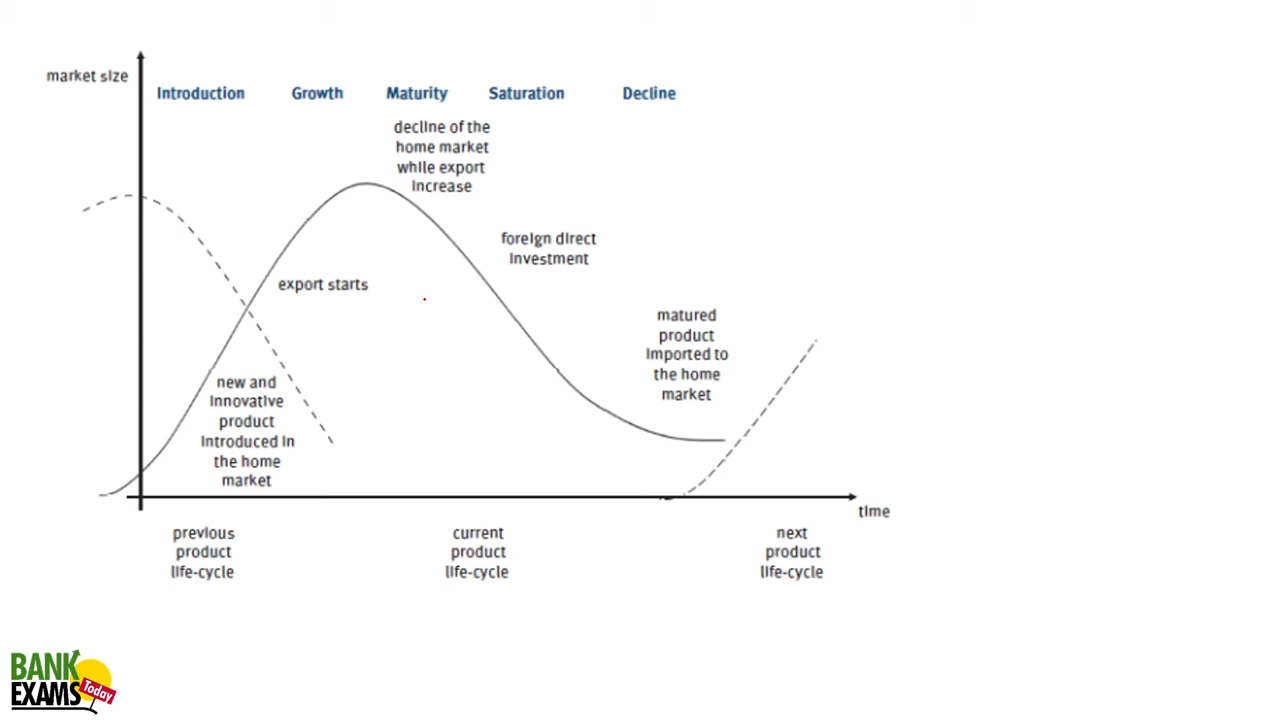 market size
Introduction Growth Maturity Saturation Decline
decline of the
home market
while export
increase
foreign direct
investment
export starts
matured
product
imported to
the home
market
new and
innovative
product
introduced in
the home
market
time
previous
product
life-cycle
current
product
life-cycle
next
product
life-cycle
BANK
EXAMS
Today